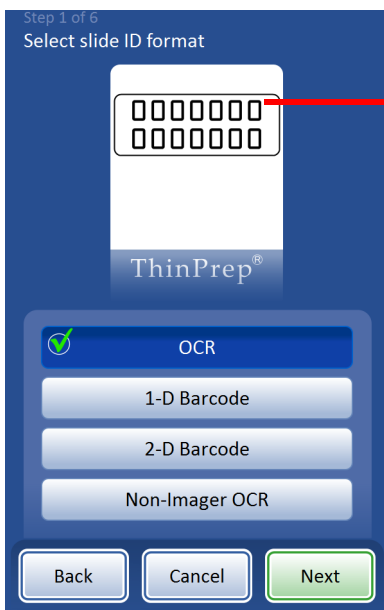 Step 1 of 6
Select slide ID format
0000000
0000000
ThinPrep®
OCR
1-D Barcode
2-D Barcode
Non-Imager OCR
Back Cancel Next